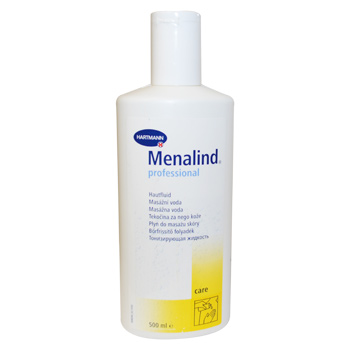 HARTMANN
Menalind®
professional
Hautfluid
Masážní voda
Masážna voda
Tekočina za nego kože
Płyn do masażu skóry
Bőrfrissítő folyadék
Тонизирующая жидкость
care
500 ml e